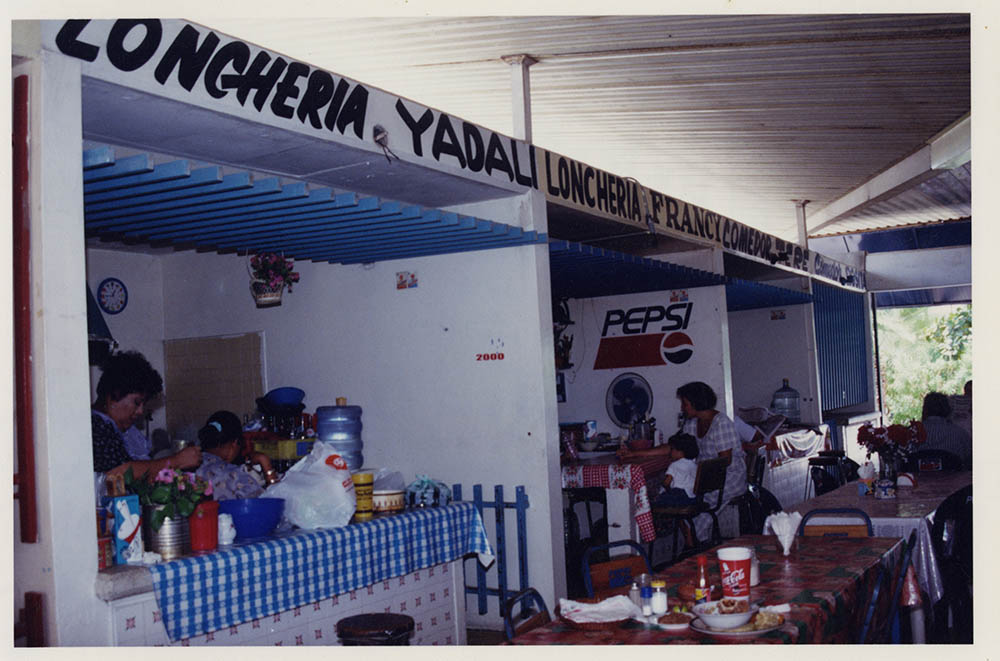 LONCHERIA YADALI
LONCHERIA FRANCY
COMEDOR
PEPSI
2000
Coca-Cola